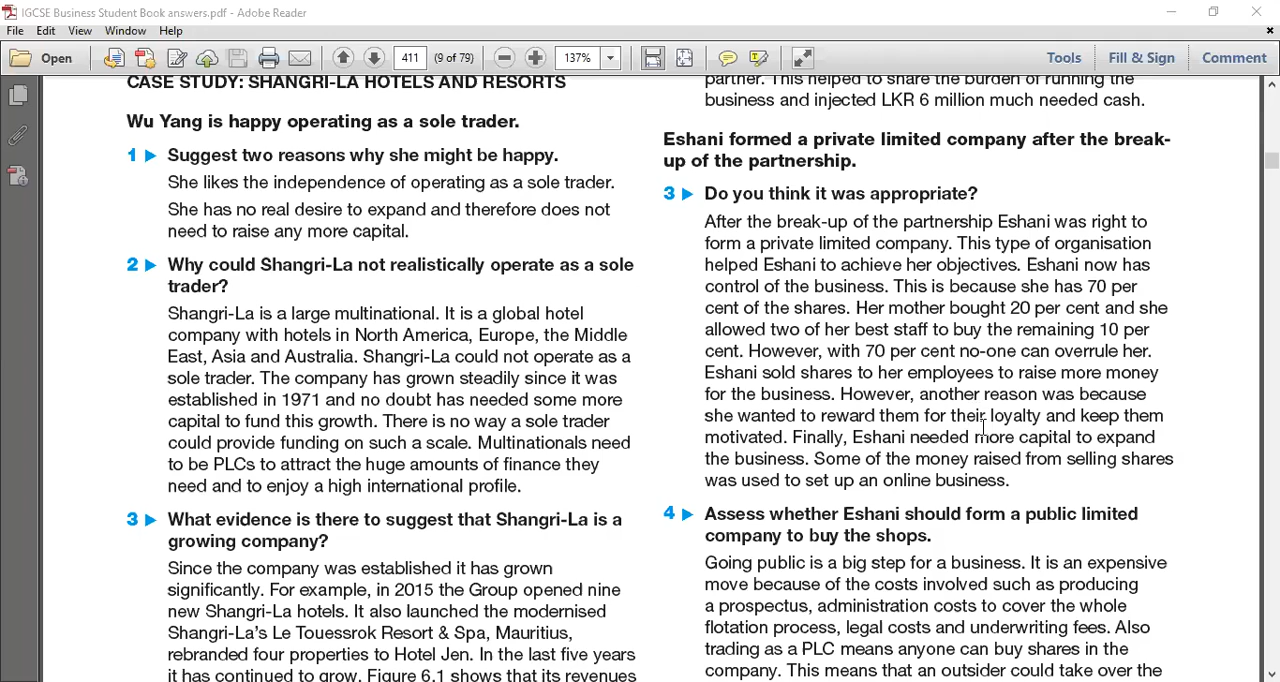 IGCSE Business Student Book answers.pdf - Adobe Reader
File Edit View Window Help
Open 411 (9 of 79) 137% Tools Fill & Sign Comment
CASE STUDY: SHANGRI-LA HOTELS AND RESORTS
Wu Yang is happy operating as a sole trader.
1 Suggest two reasons why she might be happy.
She likes the independence of operating as a sole trader.
She has no real desire to expand and therefore does not
need to raise any more capital.
2 Why could Shangri-La not realistically operate as a sole
trader?
Shangri-La is a large multinational. It is a global hotel
company with hotels in North America, Europe, the Middle
East, Asia and Australia. Shangri-La could not operate as a
sole trader. The company has grown steadily since it was
established in 1971 and no doubt has needed some more
capital to fund this growth. There is no way a sole trader
could provide funding on such a scale. Multinationals need
to be PLCs to attract the huge amounts of finance they
need and to enjoy a high international profile.
3 What evidence is there to suggest that Shangri-La is a
growing company?
Since the company was established it has grown
significantly. For example, in 2015 the Group opened nine
new Shangri-La hotels. It also launched the modernised
Shangri-La's Le Touessrok Resort & Spa, Mauritius,
rebranded four properties to Hotel Jen. In the last five years
it has continued to grow. Figure 6.1 shows that its revenues
partner. This helped to share the burden of running the
business and injected LKR 6 million much needed cash.
Eshani formed a private limited company after the break-
up of the partnership.
3 Do you think it was appropriate?
After the break-up of the partnership Eshani was right to
form a private limited company. This type of organisation
helped Eshani to achieve her objectives. Eshani now has
control of the business. This is because she has 70 per
cent of the shares. Her mother bought 20 per cent and she
allowed two of her best staff to buy the remaining 10 per
cent. However, with 70 per cent no-one can overrule her.
Eshani sold shares to her employees to raise more money
for the business. However, another reason was because
she wanted to reward them for their loyalty and keep them
motivated. Finally, Eshani needed more capital to expand
the business. Some of the money raised from selling shares
was used to set up an online business.
4 Assess whether Eshani should form a public limited
company to buy the shops.
Going public is a big step for a business. It is an expensive
move because of the costs involved such as producing
a prospectus, administration costs to cover the whole
flotation process, legal costs and underwriting fees. Also
trading as a PLC means anyone can buy shares in the
company. This means that an outsider could take over the